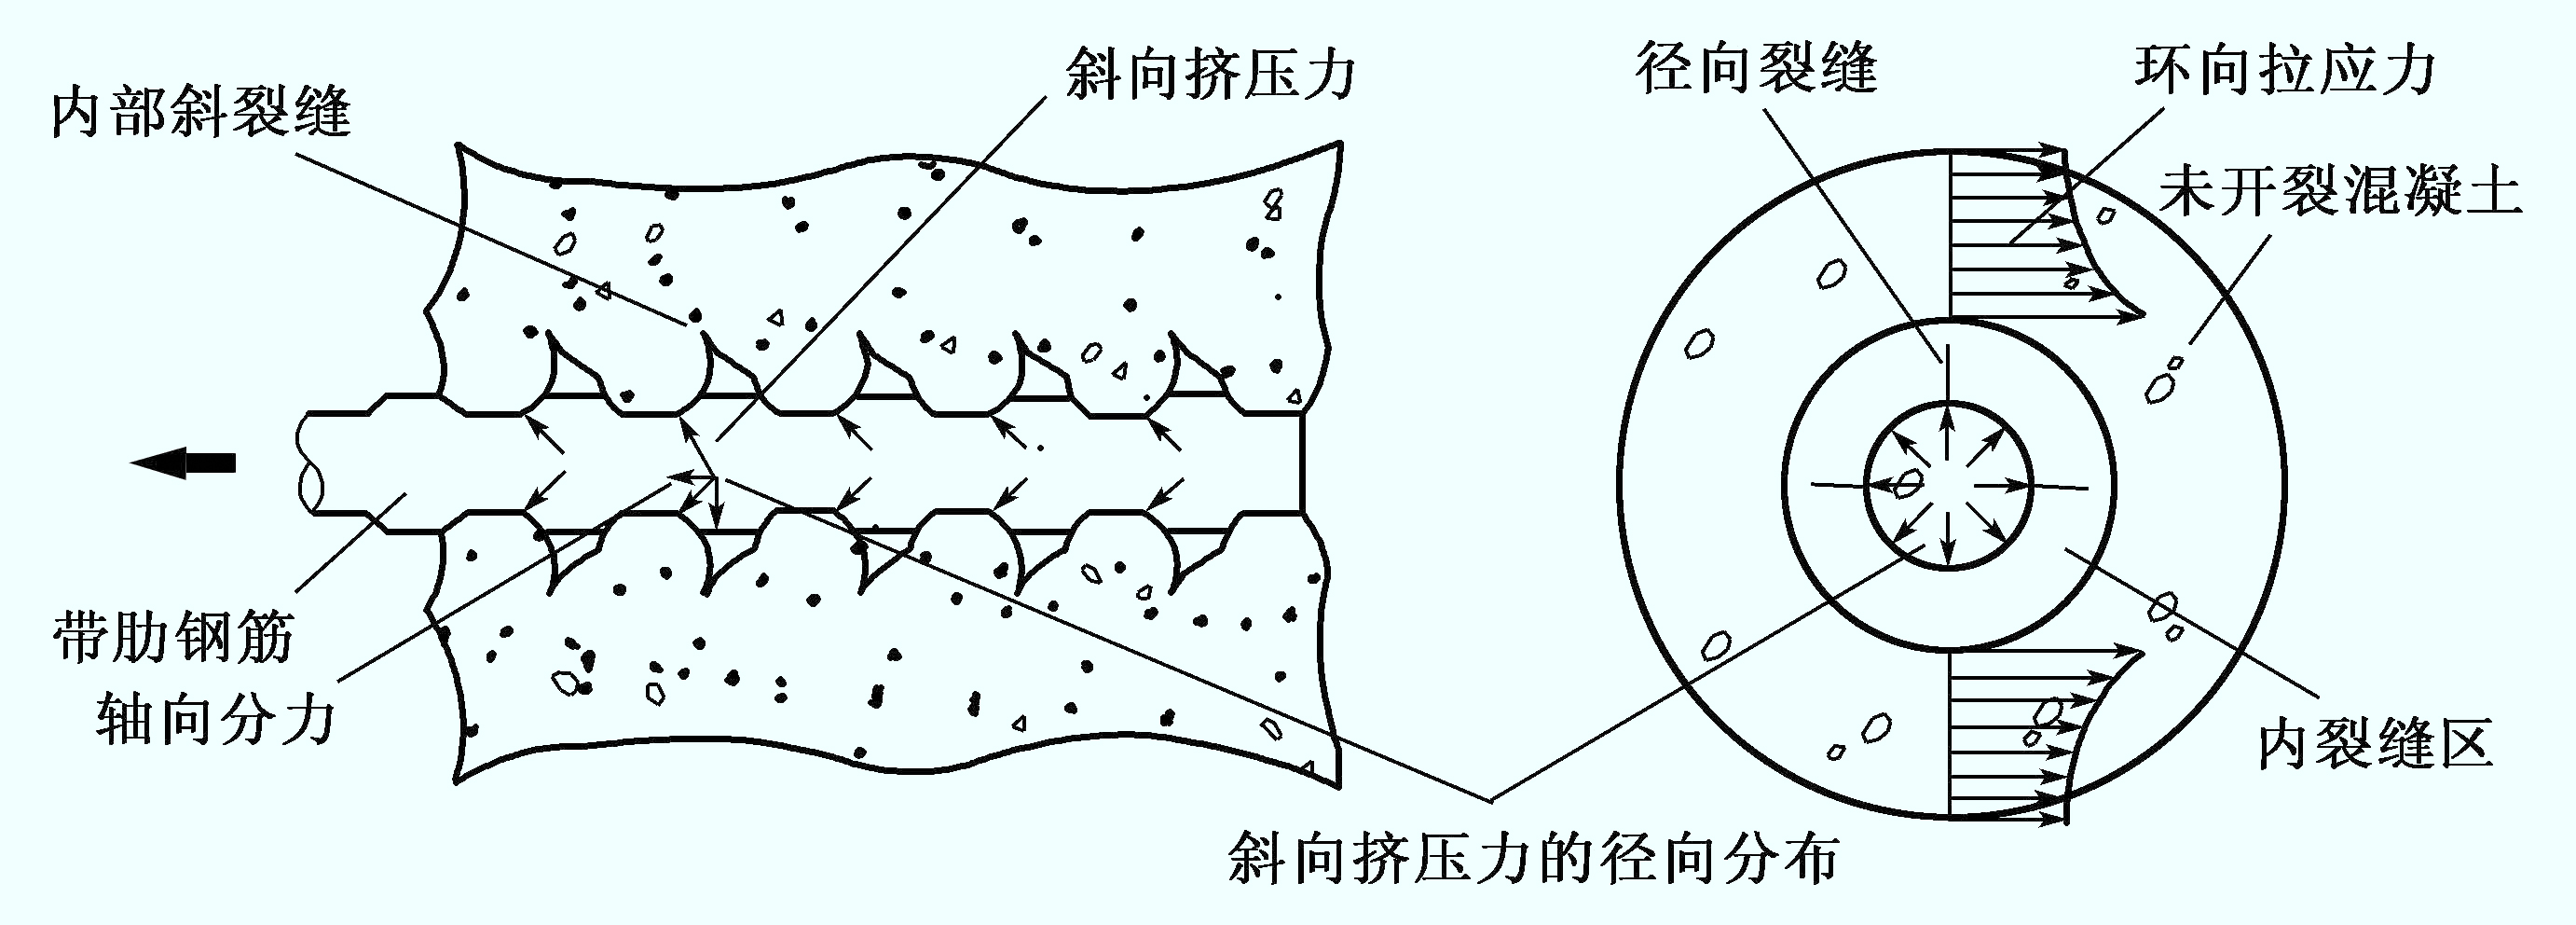 内部斜裂缝
斜向挤压力
径向裂缝
环向拉应力
未开裂混凝土
带肋钢筋
轴向分力
内裂缝区
斜向挤压力的径向分布